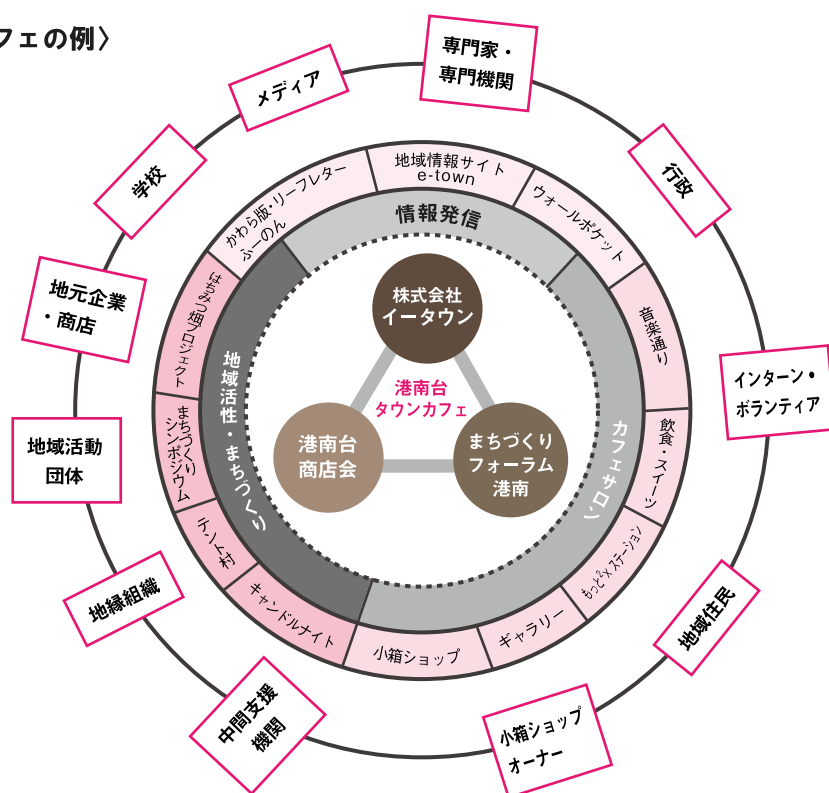 フェの例〉
専門家・
専門機関
メディア
行政
学校
地元企業
・商店
インターン・
ボランティア
地域活動
団体
地縁組織
地域住民
中間支援
機関
小箱ショップ
オーナー
かわら版・リーフレター
ふーのん
地域情報サイト
e-town
ウォールポケット
音楽通り
飲食・スイーツ
もっと²×ステーション
ギャラリー
小箱ショップ
キャンドルナイト
テント
村
まちづくり
シンポジウム
はちみつ畑プロジェクト
情報発信
カフェサロン
地域活性・まちづくり
株式会社
イータウン
港南台
タウンカフェ
港南台
商店会
まちづくり
フォーラム
港南